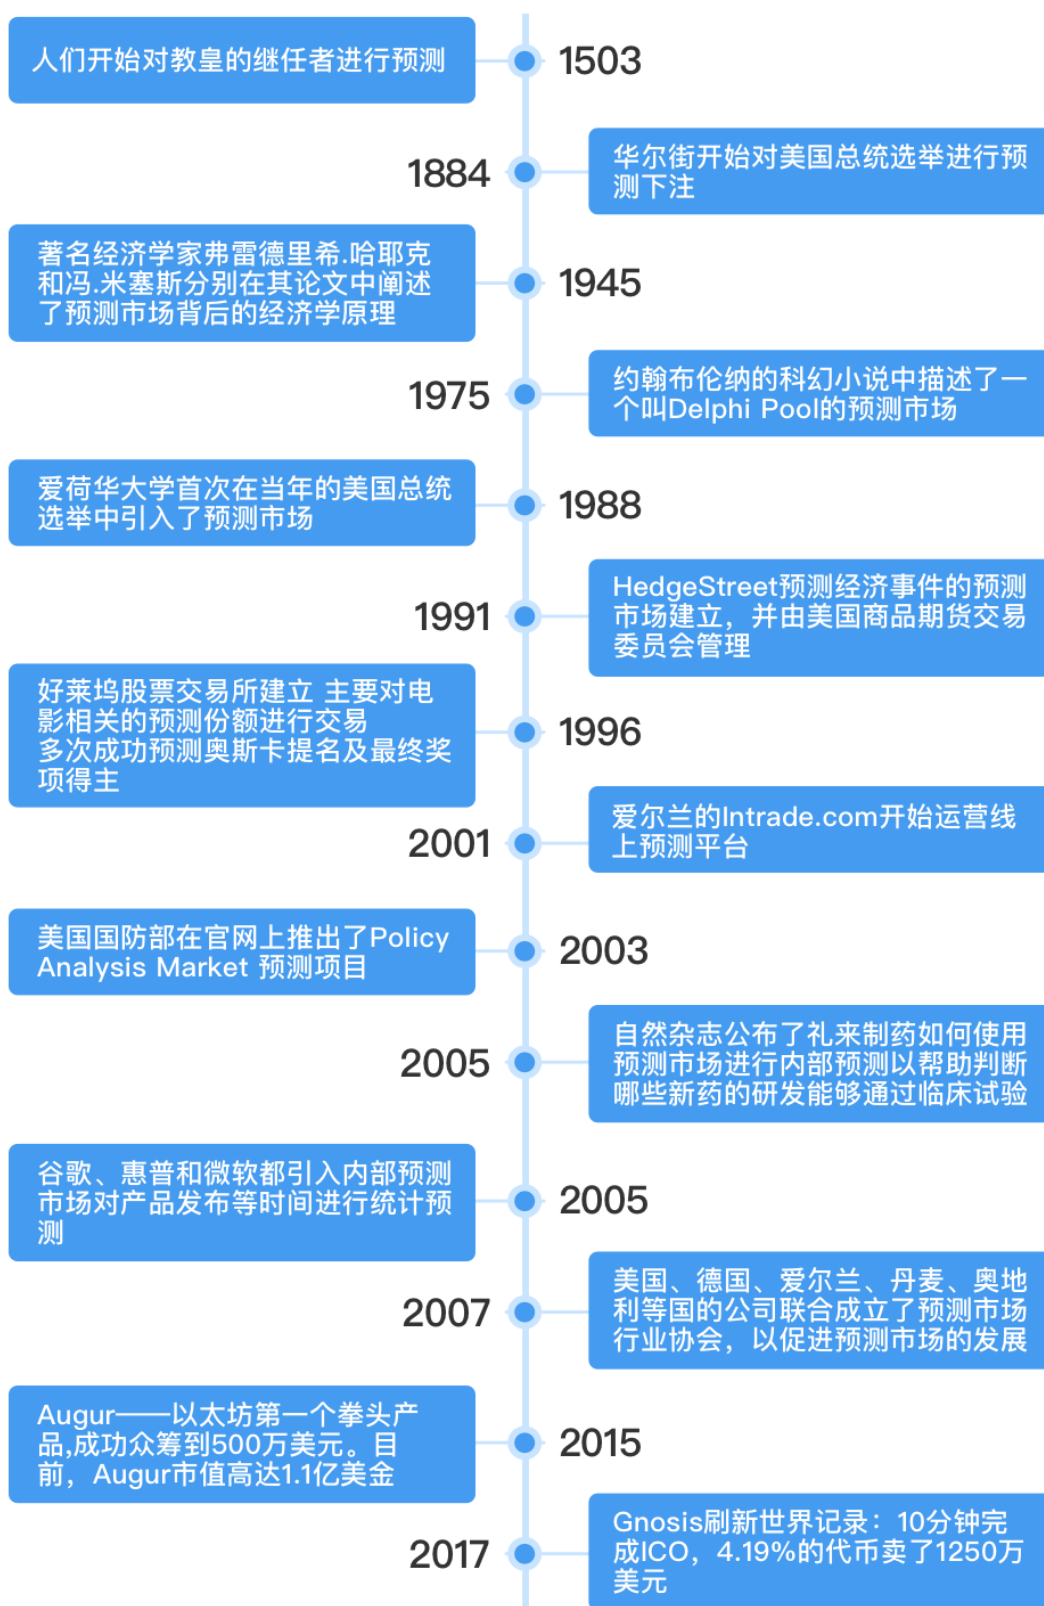 人们开始对教皇的继任者进行预测
1503
1884
华尔街开始对美国总统选举进行预
测下注
著名经济学家弗雷德里希.哈耶克
和冯.米塞斯分别在其论文中阐述
了预测市场背后的经济学原理
1945
1975
约翰布伦纳的科幻小说中描述了一
个叫Delphi Pool的预测市场
爱荷华大学首次在当年的美国总统
选举中引入了预测市场
1988
1991
HedgeStreet预测经济事件的预测
市场建立，并由美国商品期货交易
委员会管理
好莱坞股票交易所建立 主要对电
影相关的预测份额进行交易
多次成功预测奥斯卡提名及最终奖
项得主
1996
2001
爱尔兰的Intrade.com开始运营线
上预测平台
美国国防部在官网上推出了Policy
Analysis Market 预测项目
2003
2005
自然杂志公布了礼来制药如何使用
预测市场进行内部预测以帮助判断
哪些新药的研发能够通过临床试验
谷歌、惠普和微软都引入内部预测
市场对产品发布等时间进行统计预
测
2005
2007
美国、德国、爱尔兰、丹麦、奥地
利等国的公司联合成立了预测市场
行业协会，以促进预测市场的发展
Augur——以太坊第一个拳头产
品,成功众筹到500万美元。目
前，Augur市值高达1.1亿美金
2015
2017
Gnosis刷新世界记录：10分钟完
成ICO，4.19%的代币卖了1250万
美元